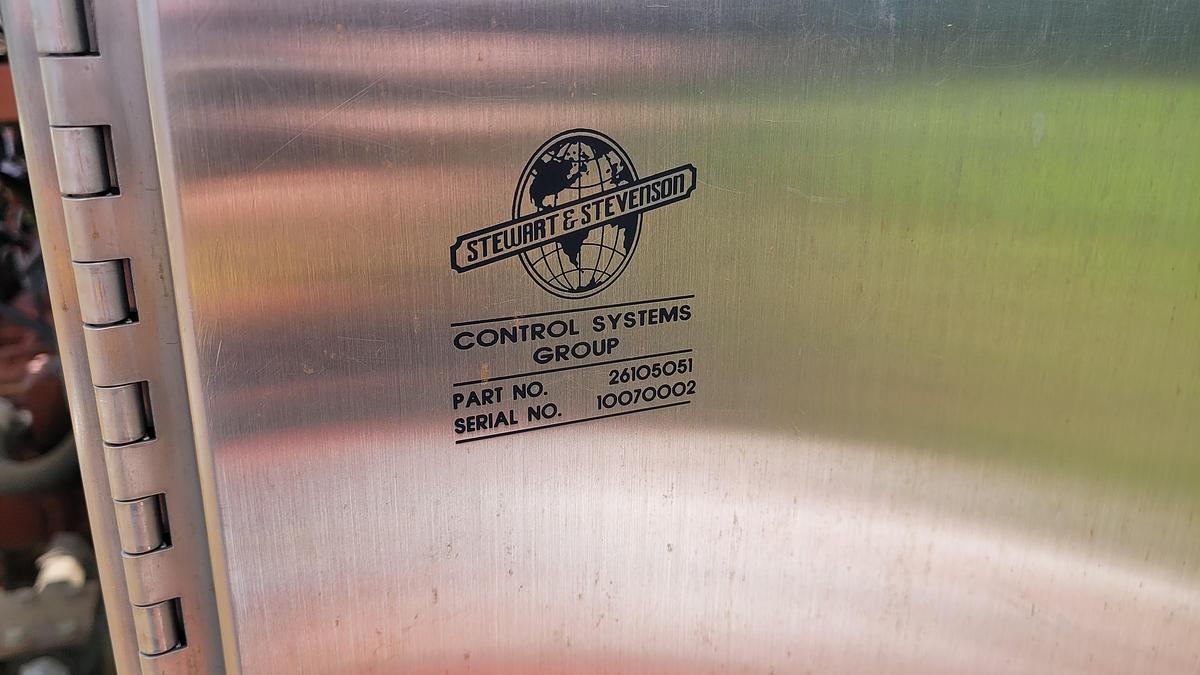 STEWART & STEVENSON
CONTROL SYSTEMS
GROUP
PART NO. 26105051
SERIAL NO. 10070002